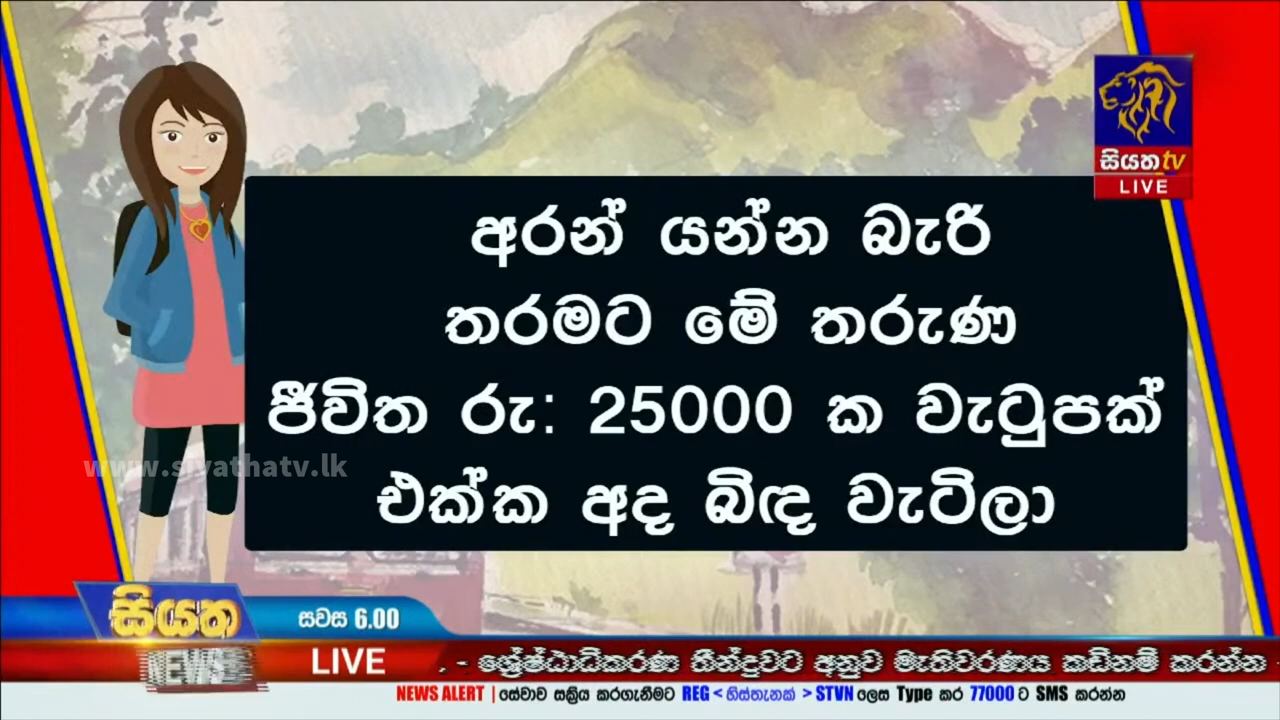 සියත tv
LIVE
අරන් යන්න බැරි
තරමට මේ තරුණ
ජීවිත රු: 25000 ක වැටුපක්
එක්ක අද බිඳ වැටිලා
www.siyathatv.lk
සියත
NEWS
සවස 6.00
LIVE
. - ශ්‍රේෂ්ඨාධිකරණ තීන්දුවට අනුව මැතිවරණය කඩිනම් කරන්න -
NEWS ALERT | සේවාව සක්‍රිය කරගැනීමට REG < හිස්තැනක් > STVN ලෙස Type කර 77000 ට SMS කරන්න